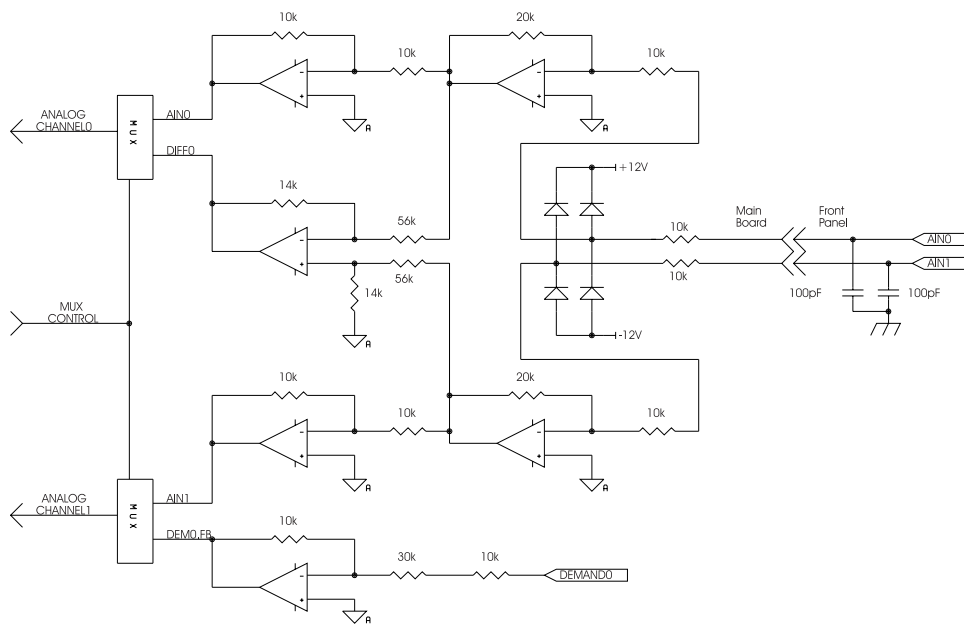 10k
20k
10k
10k
-
+
A
-
+
A
ANALOG
CHANNEL0
MUX
AIN0
DIFF0
+12V
14k
56k
-
+
56k
14k
A
Main
Board
Front
Panel
10k
10k
AIN0
AIN1
100pF
100pF
MUX
CONTROL
-12V
10k
20k
10k
10k
-
+
A
-
+
A
ANALOG
CHANNEL1
MUX
AIN1
DEM0,FB
10k
30k
10k
DEMAND0
-
+
A